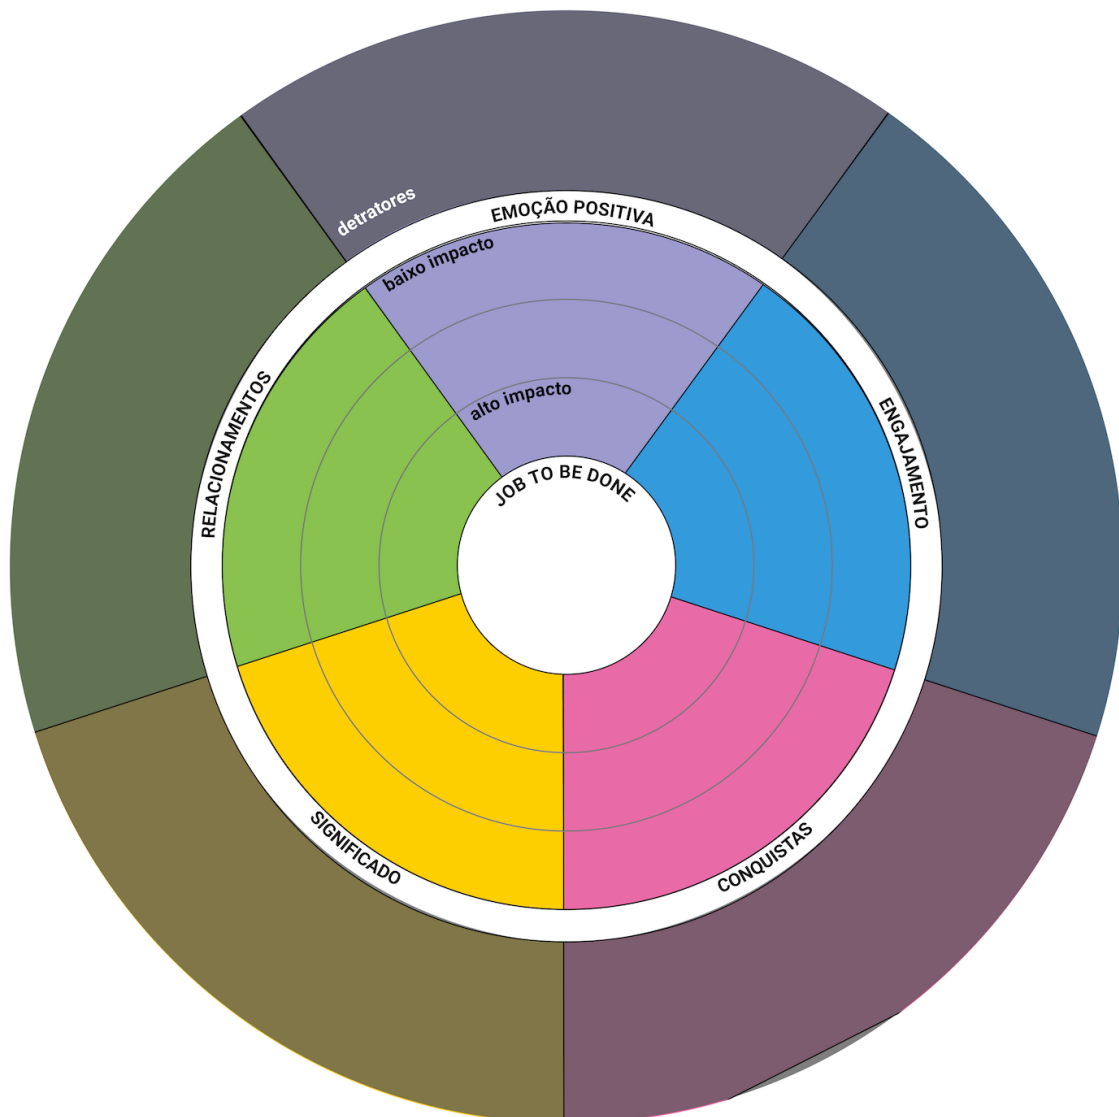 detratores
EMOÇÃO POSITIVA
baixo impacto
alto impacto
JOB TO BE DONE
RELACIONAMENTOS
ENGAJAMENTO
SIGNIFICADO
CONQUISTAS